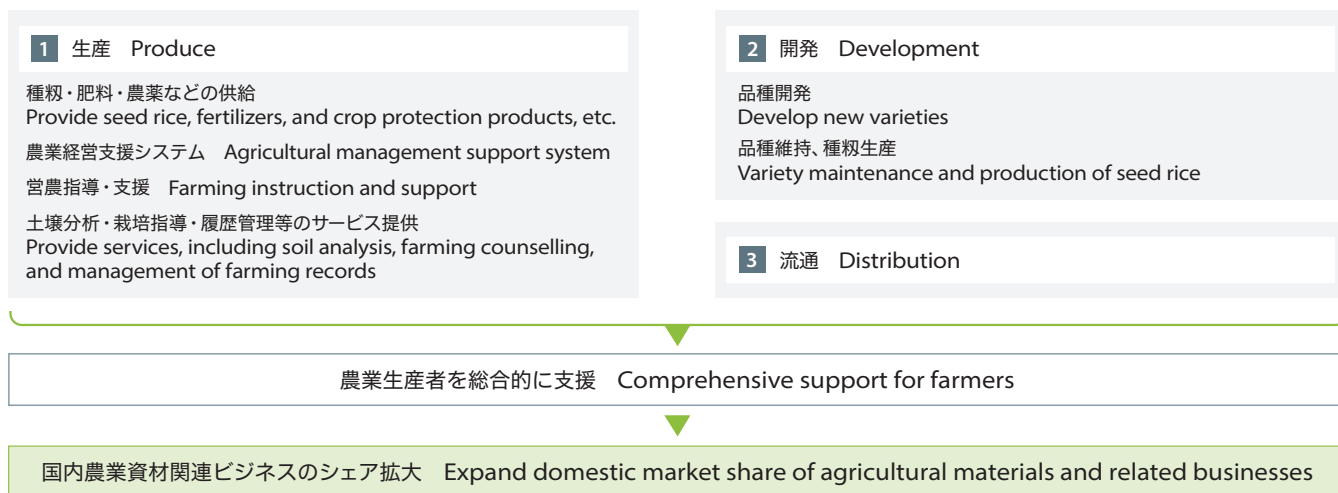 1 生産 Produce
種籾・肥料・農薬などの供給
Provide seed rice, fertilizers, and crop protection products, etc.
農業経営支援システム Agricultural management support system
営農指導・支援 Farming instruction and support
土壌分析・栽培指導・履歴管理等のサービス提供
Provide services, including soil analysis, farming counselling,
and management of farming records
2 開発 Development
品種開発
Develop new varieties
品種維持、種籾生産
Variety maintenance and production of seed rice
3 流通 Distribution
農業生産者を総合的に支援 Comprehensive support for farmers
国内農業資材関連ビジネスのシェア拡大 Expand domestic market share of agricultural materials and related businesses